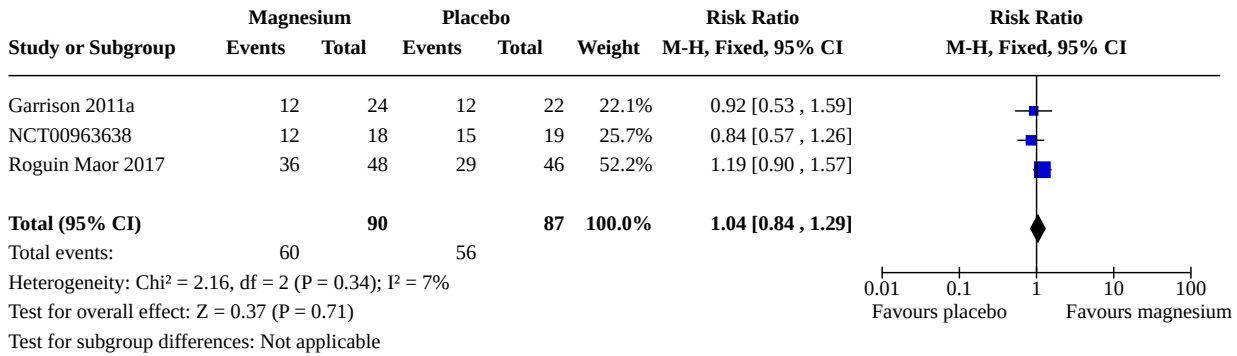 Magnesium Placebo Risk Ratio Risk Ratio
Study or Subgroup Events Total Events Total Weight M-H, Fixed, 95% CI M-H, Fixed, 95% CI
Garrison 2011a 12 24 12 22 22.1% 0.92 [0.53 , 1.59]
NCT00963638 12 18 15 19 25.7% 0.84 [0.57 , 1.26]
Roguin Maor 2017 36 48 29 46 52.2% 1.19 [0.90 , 1.57]
Total (95% CI) 90 87 100.0% 1.04 [0.84 , 1.29]
Total events: 60 56
Heterogeneity: Chi² = 2.16, df = 2 (P = 0.34); I² = 7%
Test for overall effect: Z = 0.37 (P = 0.71)
Test for subgroup differences: Not applicable
0.01 0.1 1 10 100
Favours placebo Favours magnesium